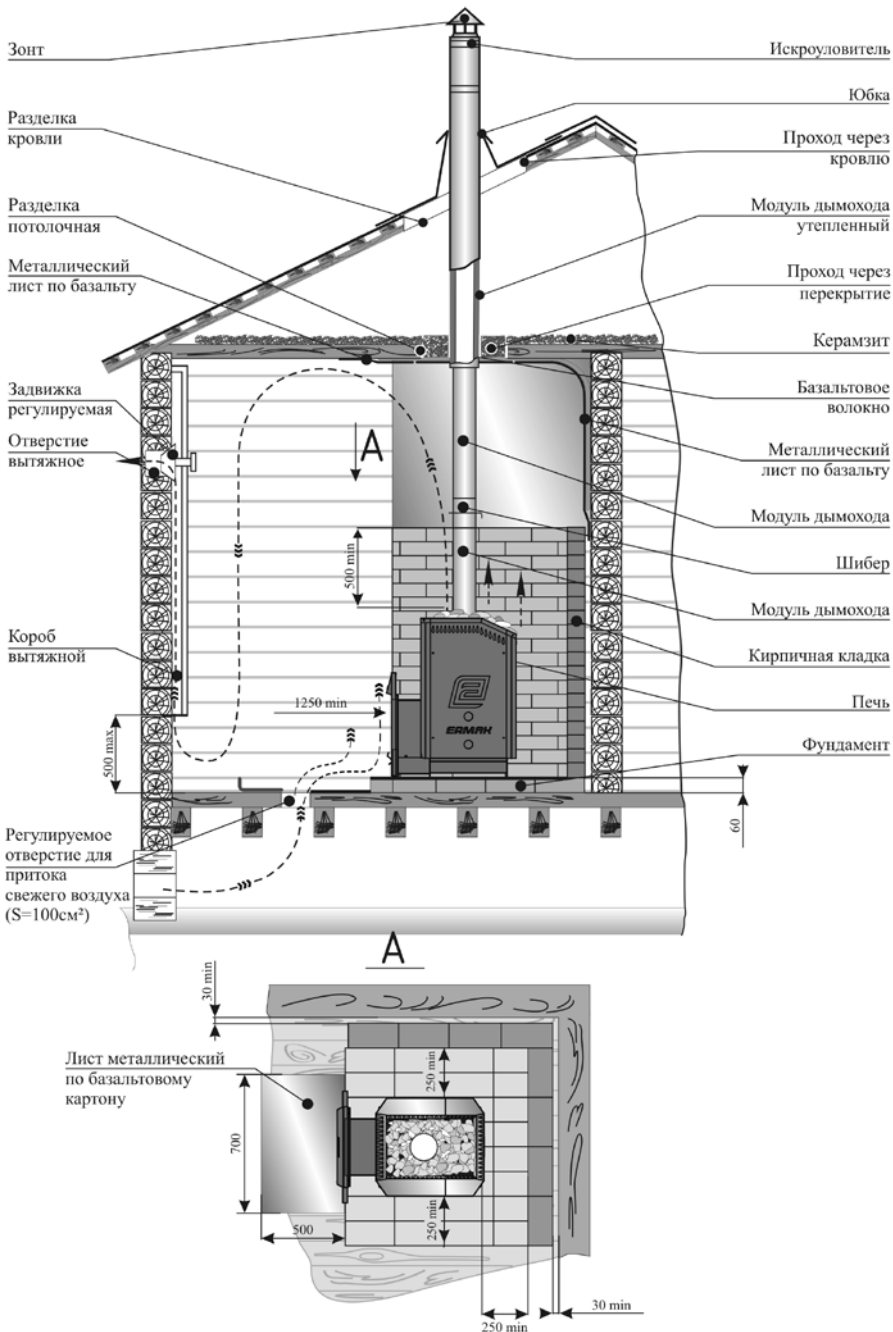 Зонт
Разделка
кровли
Разделка
потолочная
Металлический
лист по базальту
Задвижка
регулируемая
Отверстие
вытяжное
Короб
вытяжной
Регулируемое
отверстие для
притока
свежего воздуха
(S=100см²)
Искроуловитель
Юбка
Проход через
кровлю
Модуль дымохода
утепленный
Проход через
перекрытие
Керамзит
Базальтовое
волокно
Металлический
лист по базальту
Модуль дымохода
Шибер
Модуль дымохода
Кирпичная кладка
Печь
Фундамент
А
500 min
1250 min
500 max
ЕРМАК
60
А
30 min
Лист металлический
по базальтовому
картону
700
500
250 min
250 min
250 min
30 min